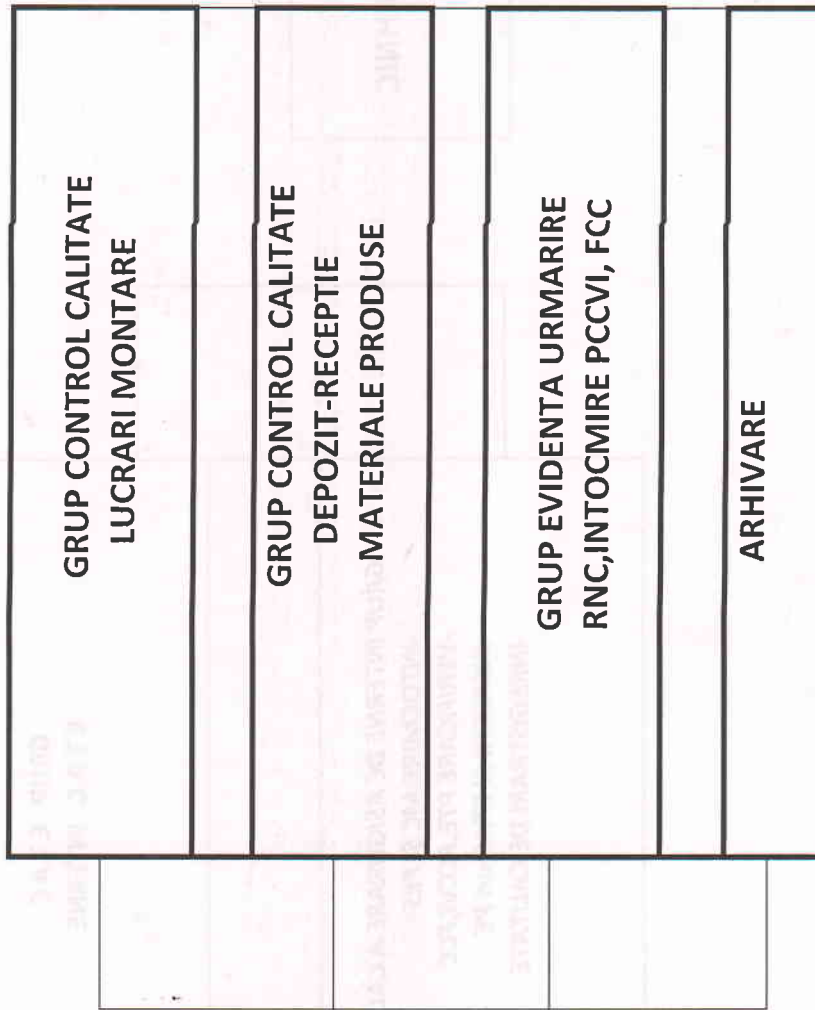 GRUP CONTROL CALITATE
LUCRARI MONTARE
GRUP CONTROL CALITATE
DEPOZIT-RECEPTIE
MATERIALE PRODUSE
GRUP EVIDENTA URMARIRE
RNC,INTOCMIRE PCCVI, FCC
ARHIVARE